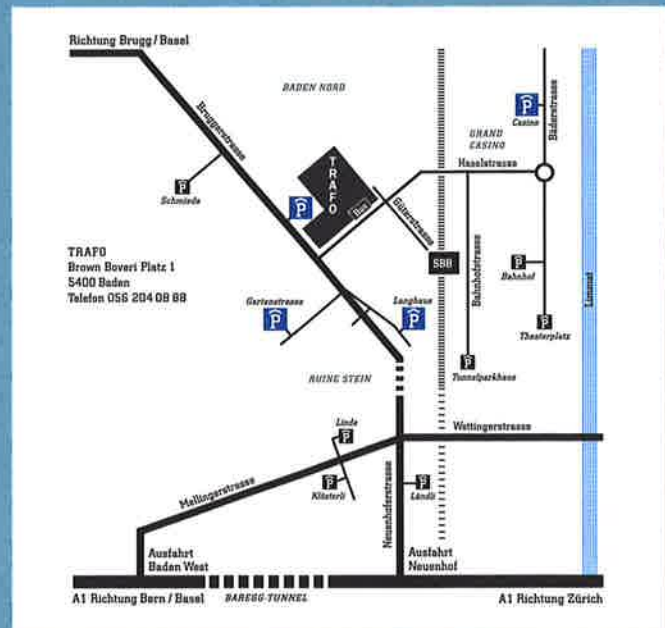 Richtung Brugg / Basel
BADEN NORD
Bruggerstrasse
Casino
Bäderstrasse
GRAND
CASINO
Haselstrasse
TRAFO
Bus
Güterstrasse
P
Schmiede
P
TRAFO
Brown Boveri Platz 1
5400 Baden
Telefon 056 204 08 88
SBB
Bahnhofstrasse
P
Bahnhof
Limmat
Gartenstrasse
P
Langhaus
P
P
Theaterplatz
RUINE STEIN
P
Tunnelparkhaus
Linde
P
Wettingerstrasse
Mellingerstrasse
P
Klösterli
Neuenhoferstrasse
P
Ländli
Ausfahrt
Baden West
Ausfahrt
Neuenhof
A1 Richtung Bern / Basel
BAREGG-TUNNEL
A1 Richtung Zürich